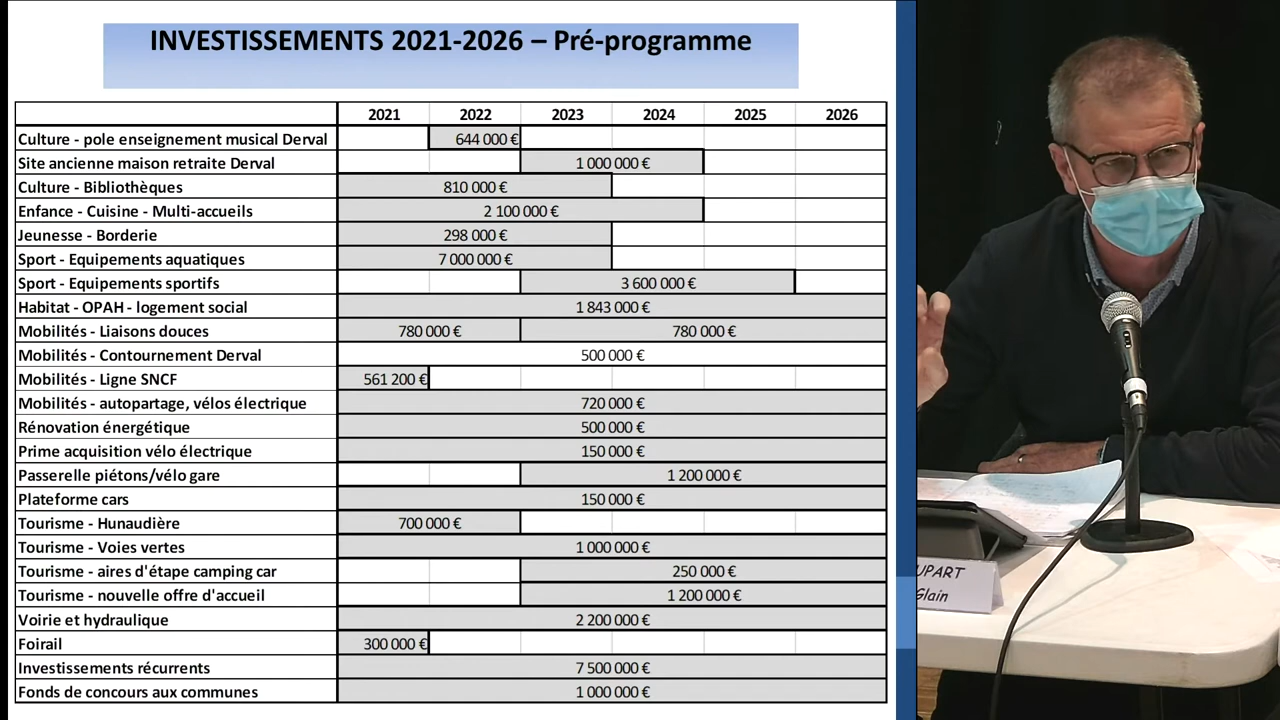 INVESTISSEMENTS 2021-2026 – Pré-programme
2021 2022 2023 2024 2025 2026
Culture - pole enseignement musical Derval 644 000 €
Site ancienne maison retraite Derval 1 000 000 €
Culture - Bibliothèques 810 000 €
Enfance - Cuisine - Multi-accueils 2 100 000 €
Jeunesse - Borderie 298 000 €
Sport - Equipements aquatiques 7 000 000 €
Sport - Equipements sportifs 3 600 000 €
Habitat - OPAH - logement social 1 843 000 €
Mobilités - Liaisons douces 780 000 € 780 000 €
Mobilités - Contournement Derval 500 000 €
Mobilités - Ligne SNCF 561 200 €
Mobilités - autopartage, vélos électrique 720 000 €
Rénovation énergétique 500 000 €
Prime acquisition vélo électrique 150 000 €
Passerelle piétons/vélo gare 1 200 000 €
Plateforme cars 150 000 €
Tourisme - Hunaudière 700 000 €
Tourisme - Voies vertes 1 000 000 €
Tourisme - aires d'étape camping car 250 000 €
Tourisme - nouvelle offre d'accueil 1 200 000 €
Voirie et hydraulique 2 200 000 €
Foirail 300 000 €
Investissements récurrents 7 500 000 €
Fonds de concours aux communes 1 000 000 €
UPART
Glain